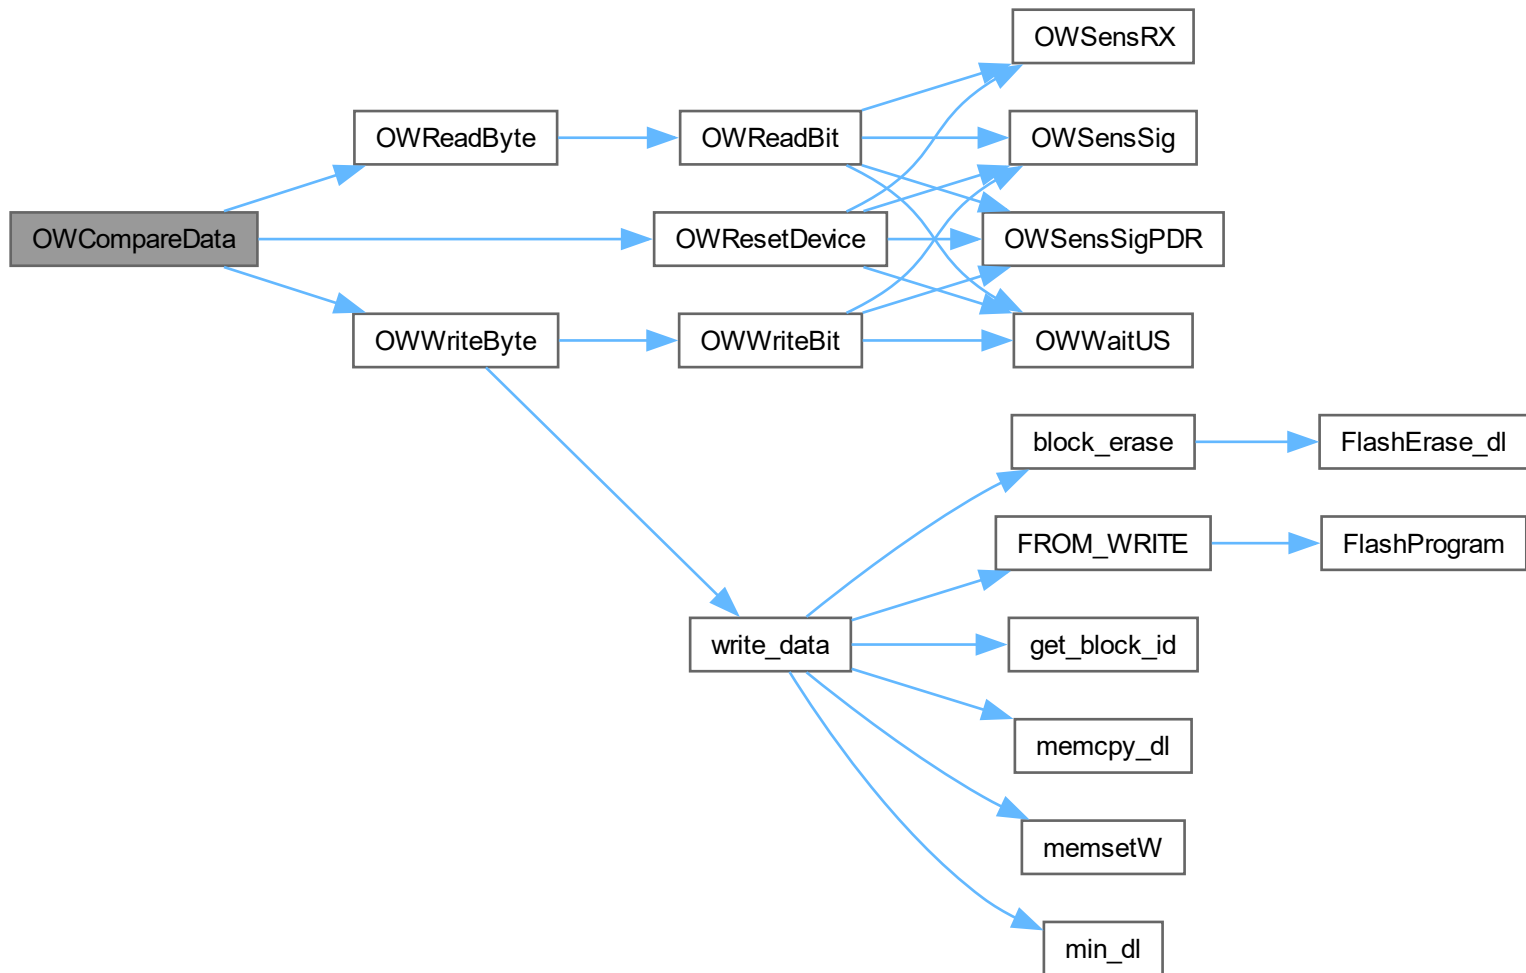 OWSensRX
OWReadByte
OWReadBit
OWSensSig
OWCompareData
OWResetDevice
OWSensSigPDR
OWWriteByte
OWWriteBit
OWWaitUS
block_erase
FlashErase_dl
FROM_WRITE
FlashProgram
write_data
get_block_id
memcpy_dl
memsetW
min_dl